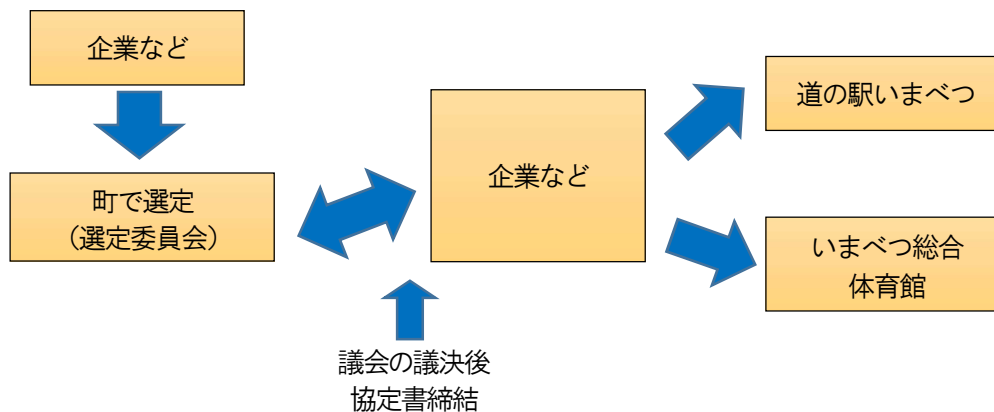 企業など
町で選定
（選定委員会）
企業など
議会の議決後
協定書締結
道の駅いまべつ
いまべつ総合
体育館